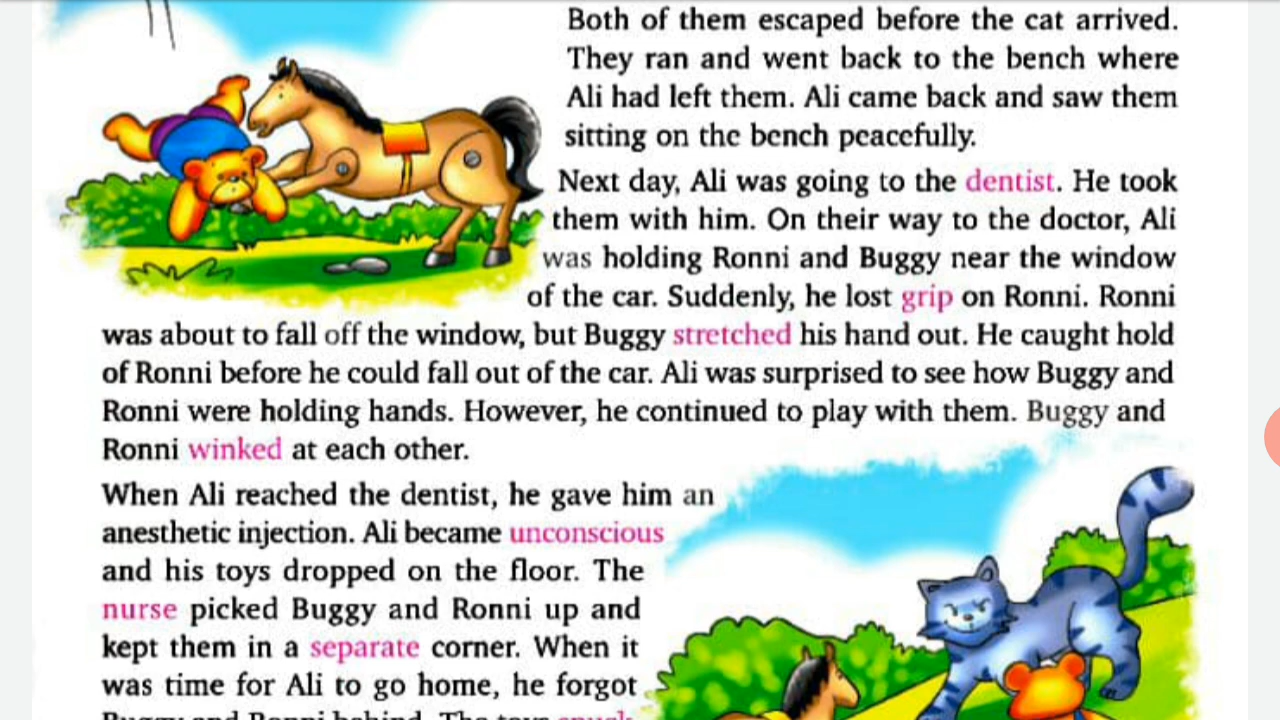 Both of them escaped before the cat arrived.
They ran and went back to the bench where
Ali had left them. Ali came back and saw them
sitting on the bench peacefully.
Next day, Ali was going to the dentist. He took
them with him. On their way to the doctor, Ali
was holding Ronni and Buggy near the window
of the car. Suddenly, he lost grip on Ronni. Ronni
was about to fall off the window, but Buggy stretched his hand out. He caught hold
of Ronni before he could fall out of the car. Ali was surprised to see how Buggy and
Ronni were holding hands. However, he continued to play with them. Buggy and
Ronni winked at each other.
When Ali reached the dentist, he gave him an
anesthetic injection. Ali became unconscious
and his toys dropped on the floor. The
nurse picked Buggy and Ronni up and
kept them in a separate corner. When it
was time for Ali to go home, he forgot
Buggy and Ronni behind. The toys